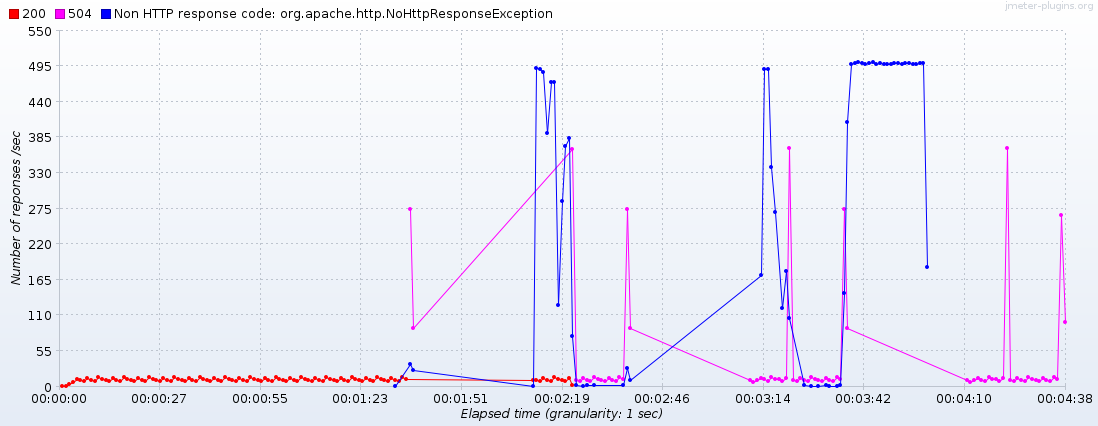 200 504 Non HTTP response code: org.apache.http.NoHttpResponseException
jmeter-plugins.org
Number of reponses /sec
550
495
440
385
330
275
220
165
110
55
0
00:00:00 00:00:27 00:00:55 00:01:23 00:01:51 00:02:19 00:02:46 00:03:14 00:03:42 00:04:10 00:04:38
Elapsed time (granularity: 1 sec)